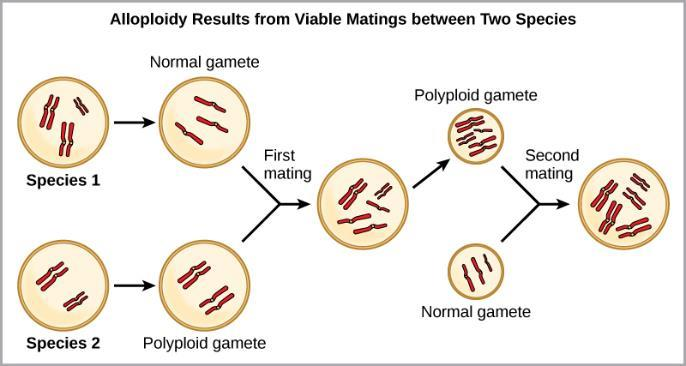 Alloploidy Results from Viable Matings between Two Species
Normal gamete
Species 1
First
mating
Species 2
Polyploid gamete
Polyploid gamete
Second
mating
Normal gamete